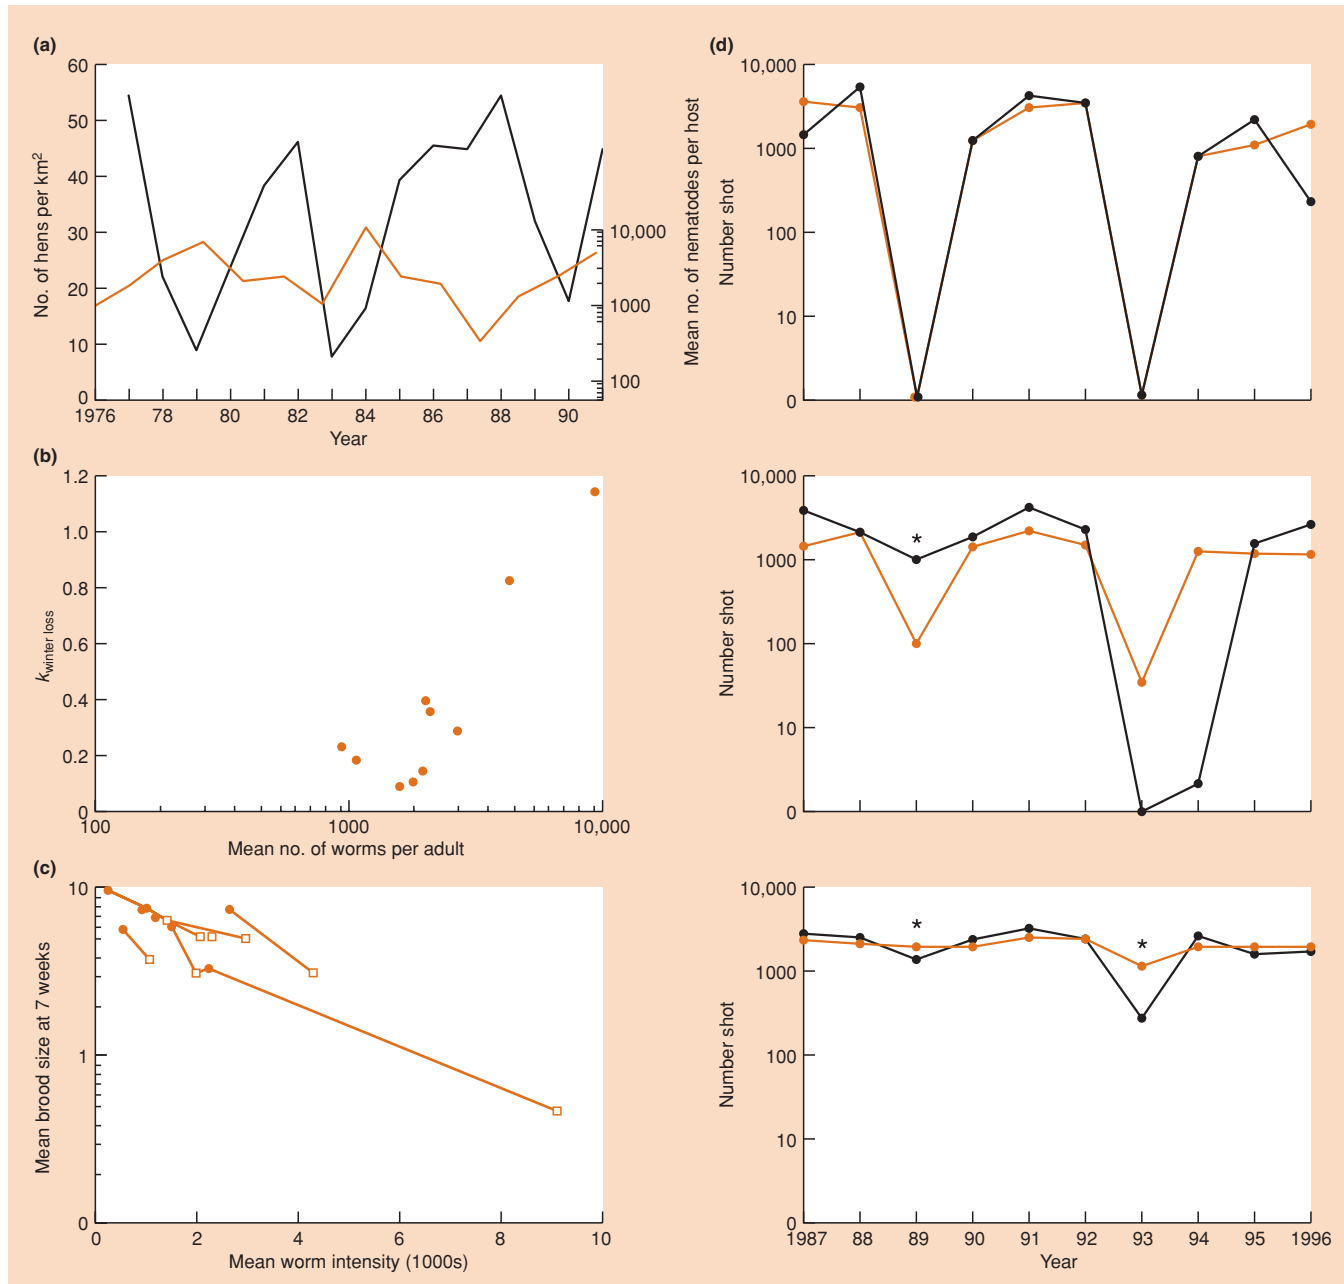 (a)
60
50
40
30
20
10
0
No. of hens per km²
10,000
1000
100
Mean no. of nematodes per host
1976 78 80 82 84 86 88 90
Year
(b)
1.2
1.0
0.8
0.6
0.4
0.2
0
k winter loss
100 1000 10,000
Mean no. of worms per adult
(c)
10
1
0
Mean brood size at 7 weeks
0 2 4 6 8 10
Mean worm intensity (1000s)
(d)
10,000
1000
100
10
0
Number shot
10,000
1000
100
10
0
Number shot
*
10,000
1000
100
10
0
Number shot
* *
1987 88 89 90 91 92 93 94 95 1996
Year